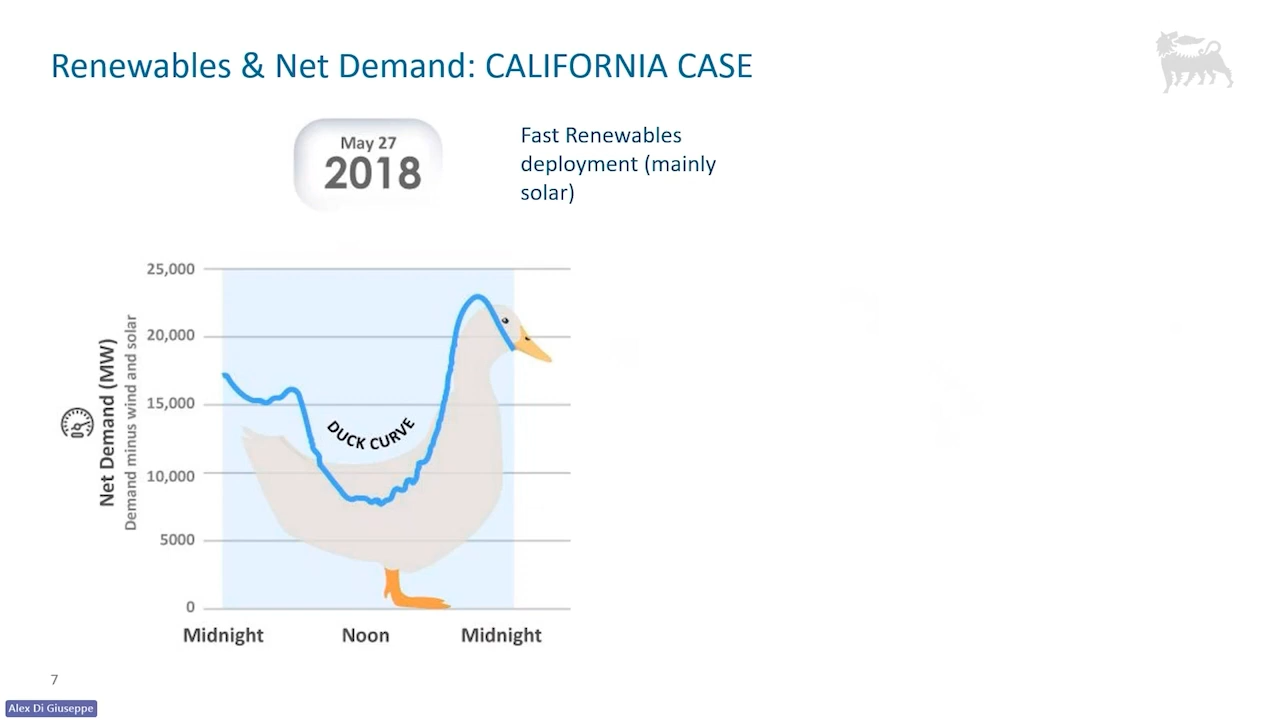 Renewables & Net Demand: CALIFORNIA CASE
May 27
2018
Fast Renewables
deployment (mainly
solar)
25,000
20,000
15,000
10,000
5000
0
Net Demand (MW)
Demand minus wind and solar
DUCK CURVE
Midnight
Noon
Midnight
7
Alex Di Giuseppe